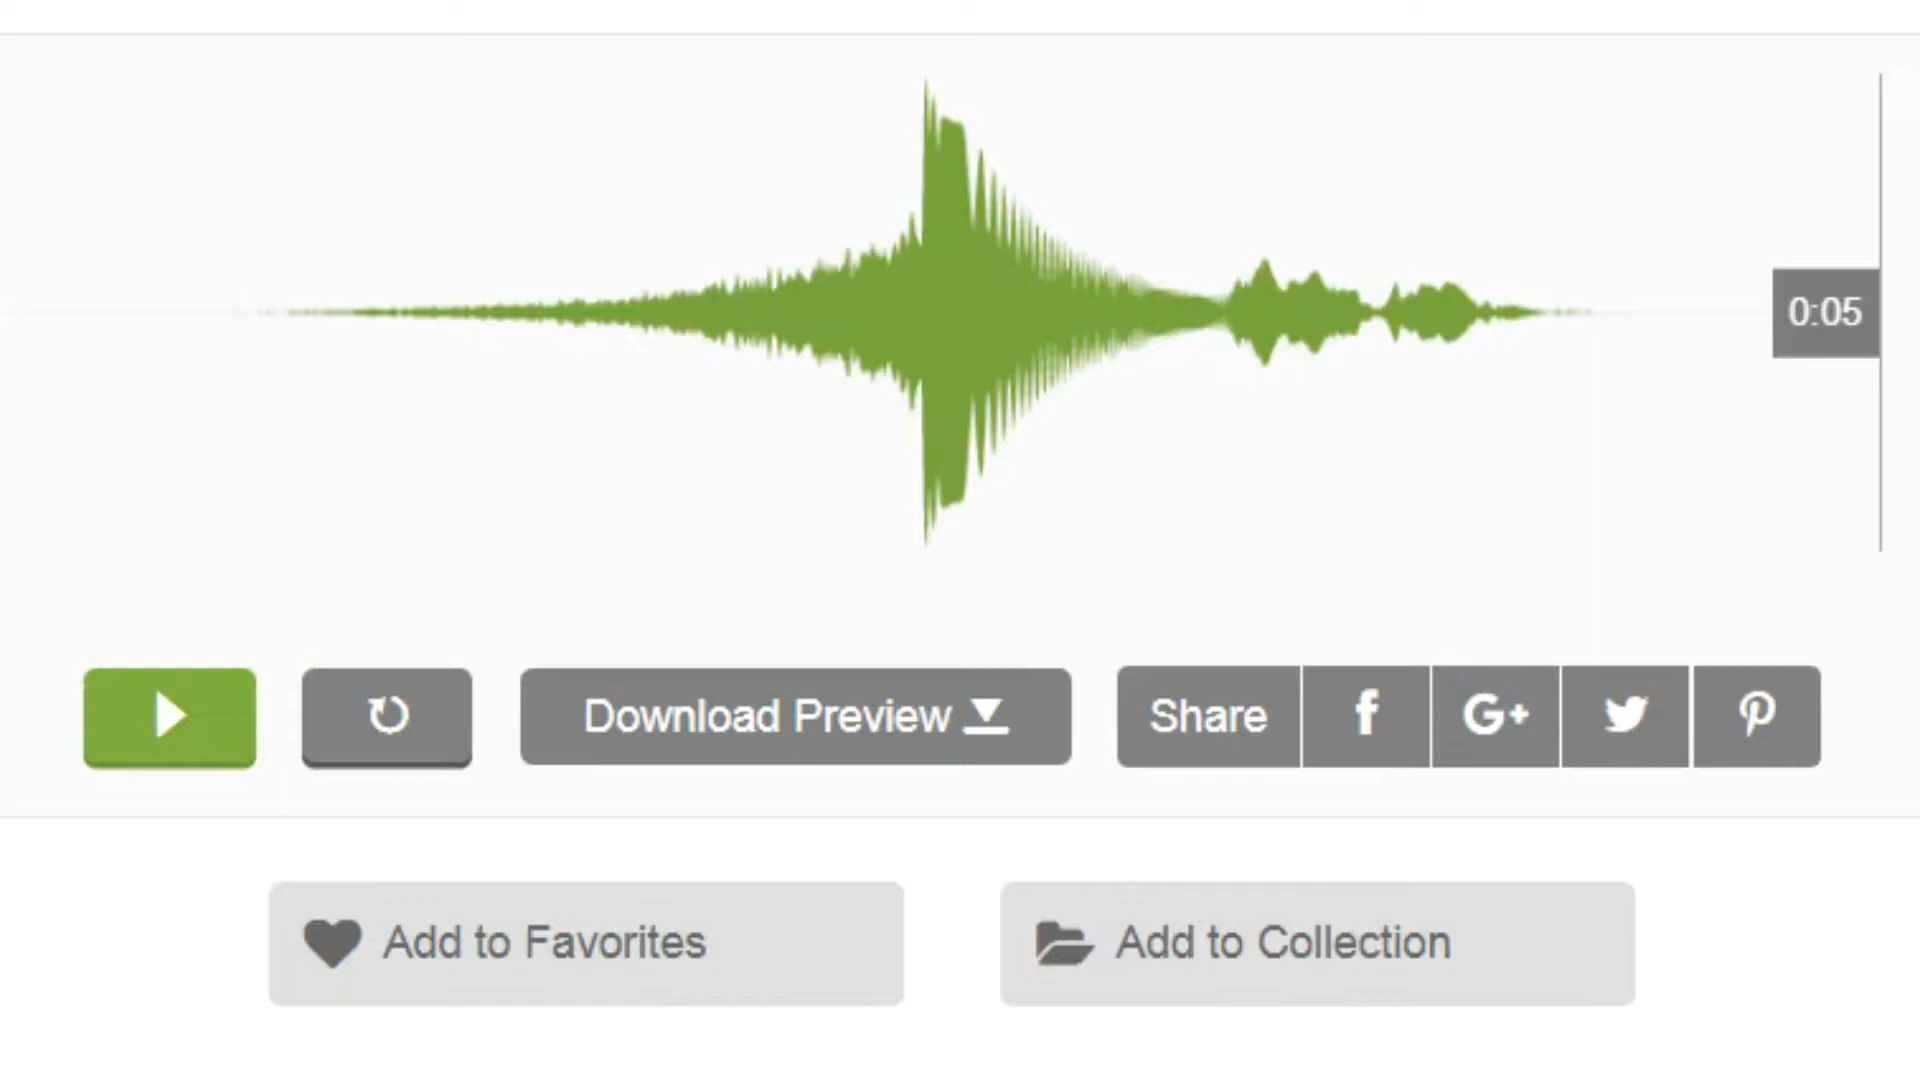 0:05
Download Preview
Share
G+
Add to Favorites
Add to Collection